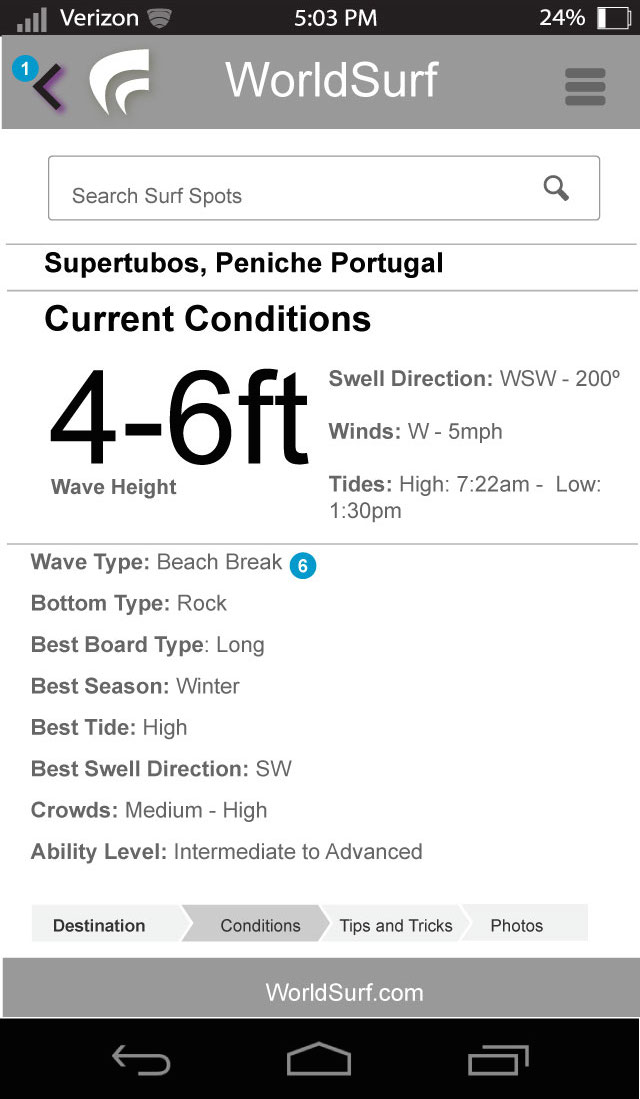 Verizon 5:03 PM 24%
1
WorldSurf
Search Surf Spots
Supertubos, Peniche Portugal
Current Conditions
4-6ft
Wave Height
Swell Direction: WSW - 200º
Winds: W - 5mph
Tides: High: 7:22am - Low:
1:30pm
Wave Type: Beach Break 6
Bottom Type: Rock
Best Board Type: Long
Best Season: Winter
Best Tide: High
Best Swell Direction: SW
Crowds: Medium - High
Ability Level: Intermediate to Advanced
Destination Conditions Tips and Tricks Photos
WorldSurf.com